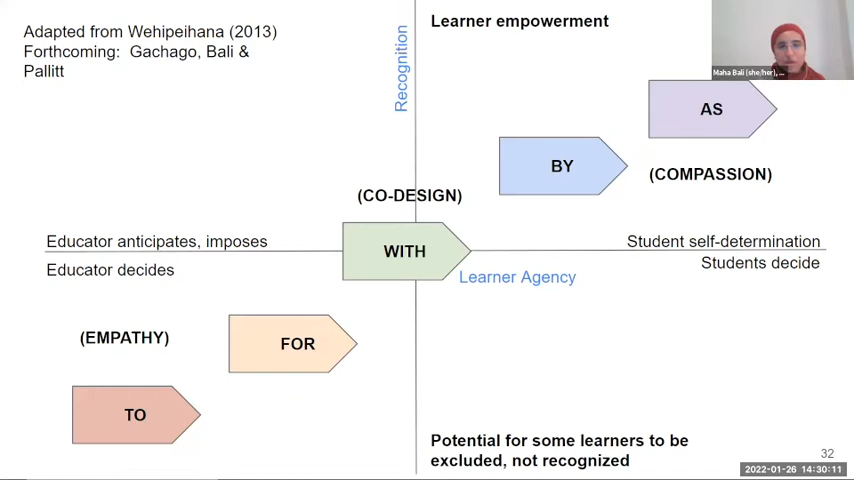 Adapted from Wehipeihana (2013)
Forthcoming: Gachago, Bali &
Pallitt
Recognition
Learner empowerment
Maha Bali (she/her), ...
AS
BY
(COMPASSION)
(CO-DESIGN)
Educator anticipates, imposes
WITH
Student self-determination
Educator decides
Students decide
Learner Agency
(EMPATHY)
FOR
TO
Potential for some learners to be
excluded, not recognized
32
2022-01-26 14:30:11